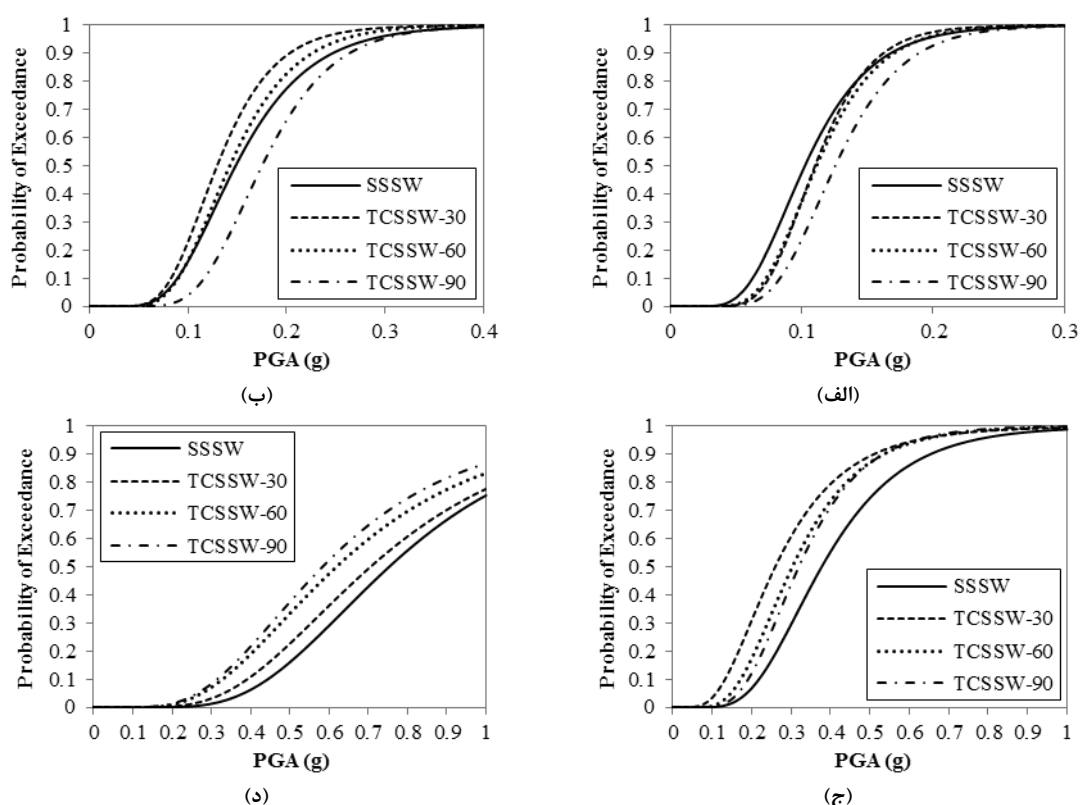 Probability of Exceedance
1
0.9
0.8
0.7
0.6
0.5
0.4
0.3
0.2
0.1
0
SSSW
TCSSW-30
TCSSW-60
TCSSW-90
0 0.1 0.2 0.3
PGA (g)
(الف)
Probability of Exceedance
1
0.9
0.8
0.7
0.6
0.5
0.4
0.3
0.2
0.1
0
SSSW
TCSSW-30
TCSSW-60
TCSSW-90
0 0.1 0.2 0.3 0.4
PGA (g)
(ب)
Probability of Exceedance
1
0.9
0.8
0.7
0.6
0.5
0.4
0.3
0.2
0.1
0
SSSW
TCSSW-30
TCSSW-60
TCSSW-90
0 0.1 0.2 0.3 0.4 0.5 0.6 0.7 0.8 0.9 1
PGA (g)
(ج)
Probability of Exceedance
1
0.9
0.8
0.7
0.6
0.5
0.4
0.3
0.2
0.1
0
SSSW
TCSSW-30
TCSSW-60
TCSSW-90
0 0.1 0.2 0.3 0.4 0.5 0.6 0.7 0.8 0.9 1
PGA (g)
(د)